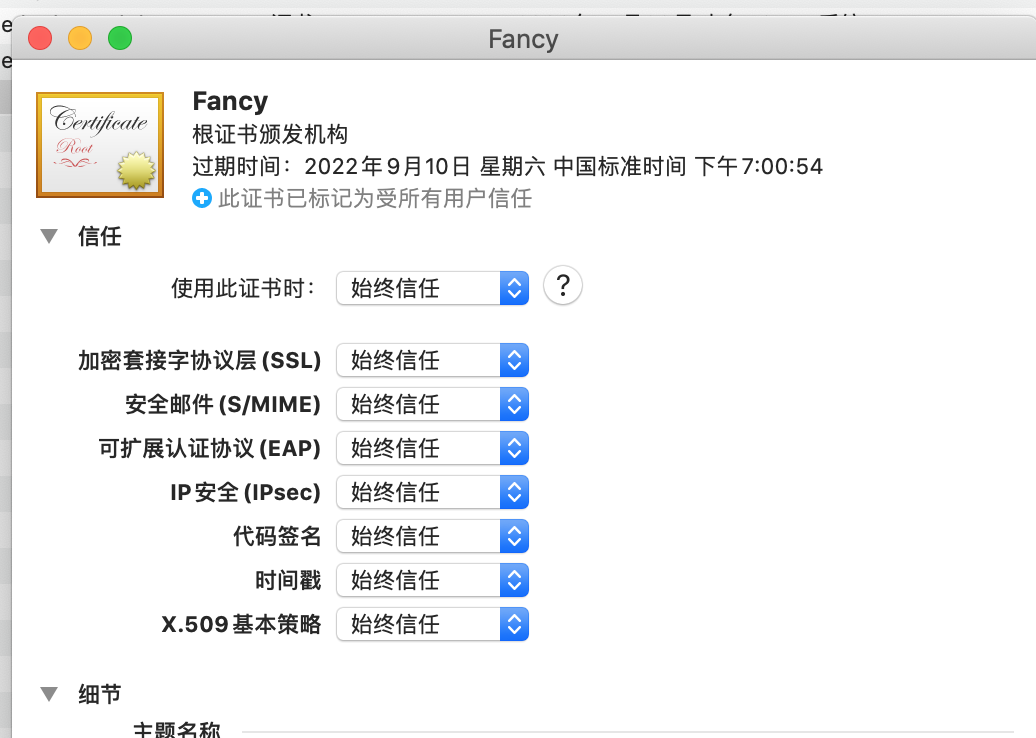 Fancy
Certificate
Root
Fancy
根证书颁发机构
过期时间：2022年9月10日 星期六 中国标准时间 下午7:00:54
此证书已标记为受所有用户信任
信任
使用此证书时： 始终信任 ?
加密套接字协议层 (SSL) 始终信任
安全邮件 (S/MIME) 始终信任
可扩展认证协议 (EAP) 始终信任
IP 安全 (IPsec) 始终信任
代码签名 始终信任
时间戳 始终信任
X.509 基本策略 始终信任
细节
主题名称